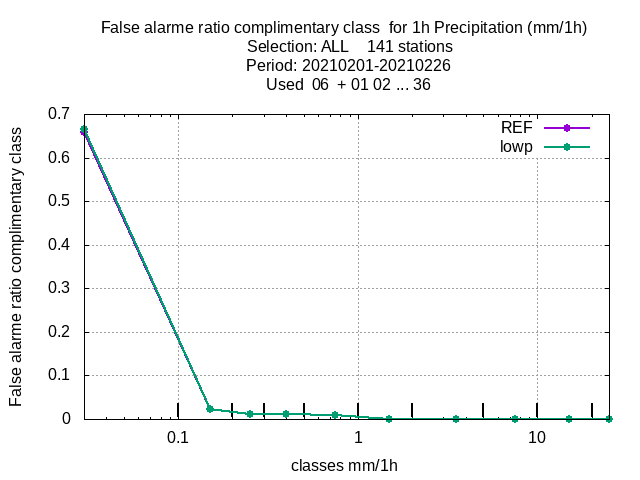 False alarme ratio complimentary class  for 1h Precipitation (mm/1h)
Selection: ALL    141 stations
Period: 20210201-20210226
Used  06  + 01 02 ... 36
REF
lowp
False alarme ratio complimentary class
0.7
0.6
0.5
0.4
0.3
0.2
0.1
0
0.1
1
10
classes mm/1h